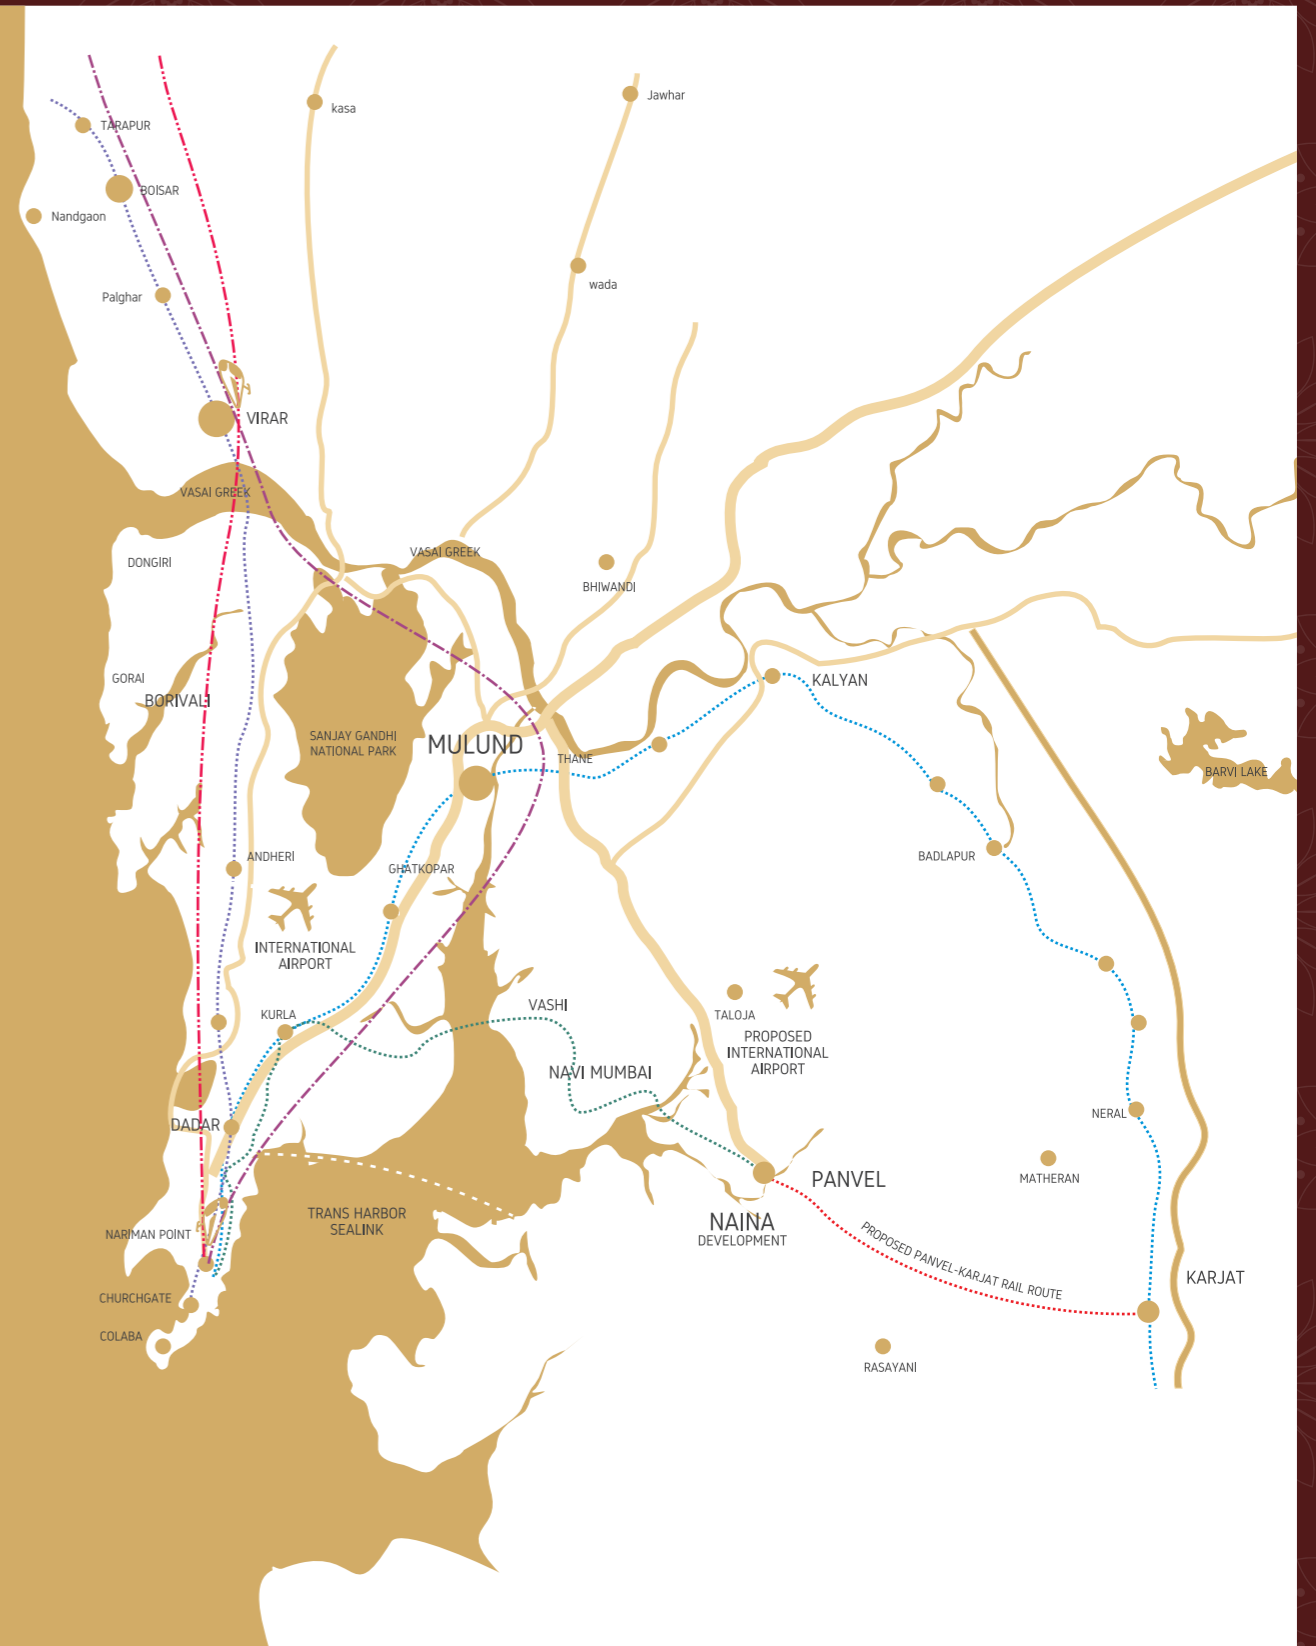 kasa
Jawhar
TARAPUR
BOISAR
Nandgaon
wada
Palghar
VIRAR
VASAI GREEK
VASAI GREEK
DONGIRI
BHIWANDI
GORAI
BORIVALI
KALYAN
SANJAY GANDHI
NATIONAL PARK
MULUND
THANE
BARVI LAKE
ANDHERI
GHATKOPAR
BADLAPUR
INTERNATIONAL
AIRPORT
KURLA
VASHI
TALOJA
PROPOSED
INTERNATIONAL
AIRPORT
NAVI MUMBAI
DADAR
NERAL
MATHERAN
PANVEL
TRANS HARBOR
SEALINK
NARIMAN POINT
NAINA
DEVELOPMENT
PROPOSED PANVEL-KARJAT RAIL ROUTE
KARJAT
CHURCHGATE
COLABA
RASAYANI